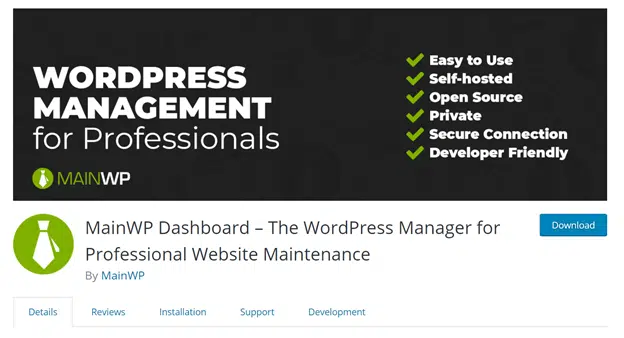 WORDPRESS
MANAGEMENT
for Professionals
MAINWP
Easy to Use
Self-hosted
Open Source
Private
Secure Connection
Developer Friendly
MainWP Dashboard – The WordPress Manager for
Professional Website Maintenance
By MainWP
Download
Details
Reviews
Installation
Support
Development